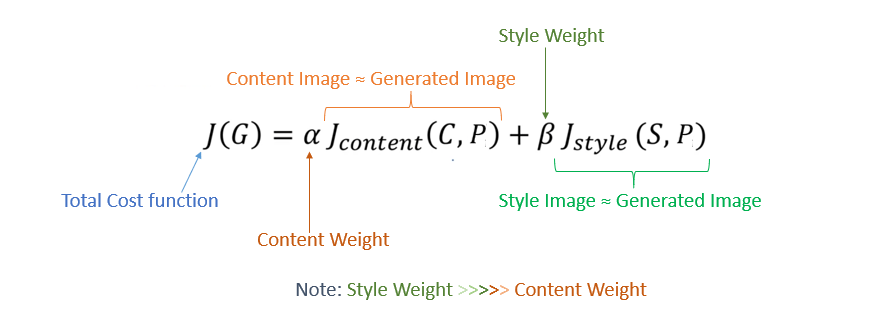 Style Weight
Content Image ≈ Generated Image
J(G) = α J_content(C, P) + β J_style (S, P)
Total Cost function
Style Image ≈ Generated Image
Content Weight
Note: Style Weight >>>>> Content Weight